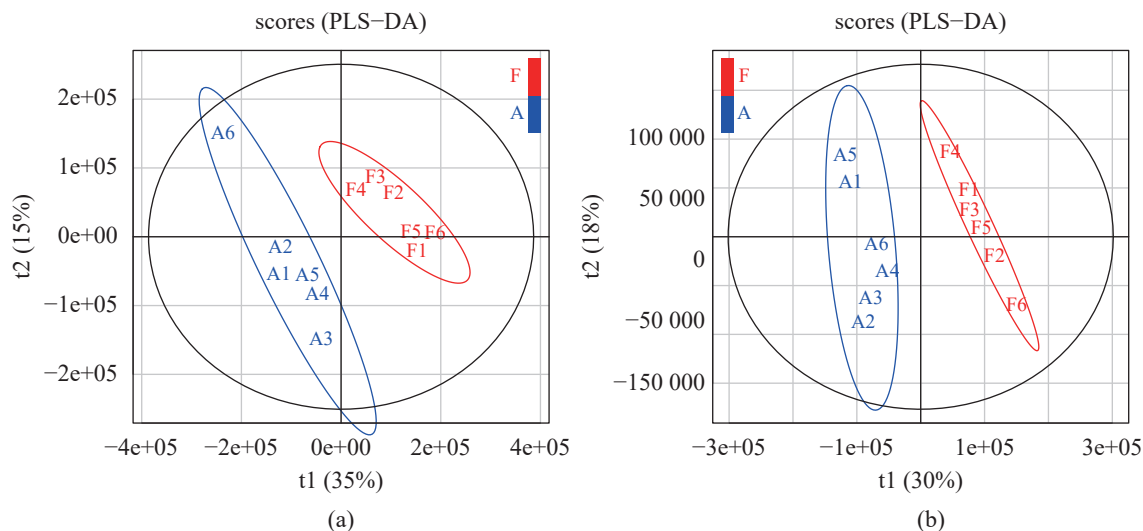 scores (PLS−DA)
F
A
A6
F3
F4
F2
F5
F6
F1
A2
A1
A5
A4
A3
2e+05
1e+05
0e+00
−1e+05
−2e+05
t2 (15%)
−4e+05
−2e+05
0e+00
2e+05
4e+05
t1 (35%)
(a)
scores (PLS−DA)
F
A
A5
A1
A6
A4
A3
A2
F4
F1
F3
F5
F2
F6
100 000
50 000
0
−50 000
−150 000
t2 (18%)
−3e+05
−1e+05
1e+05
3e+05
t1 (30%)
(b)